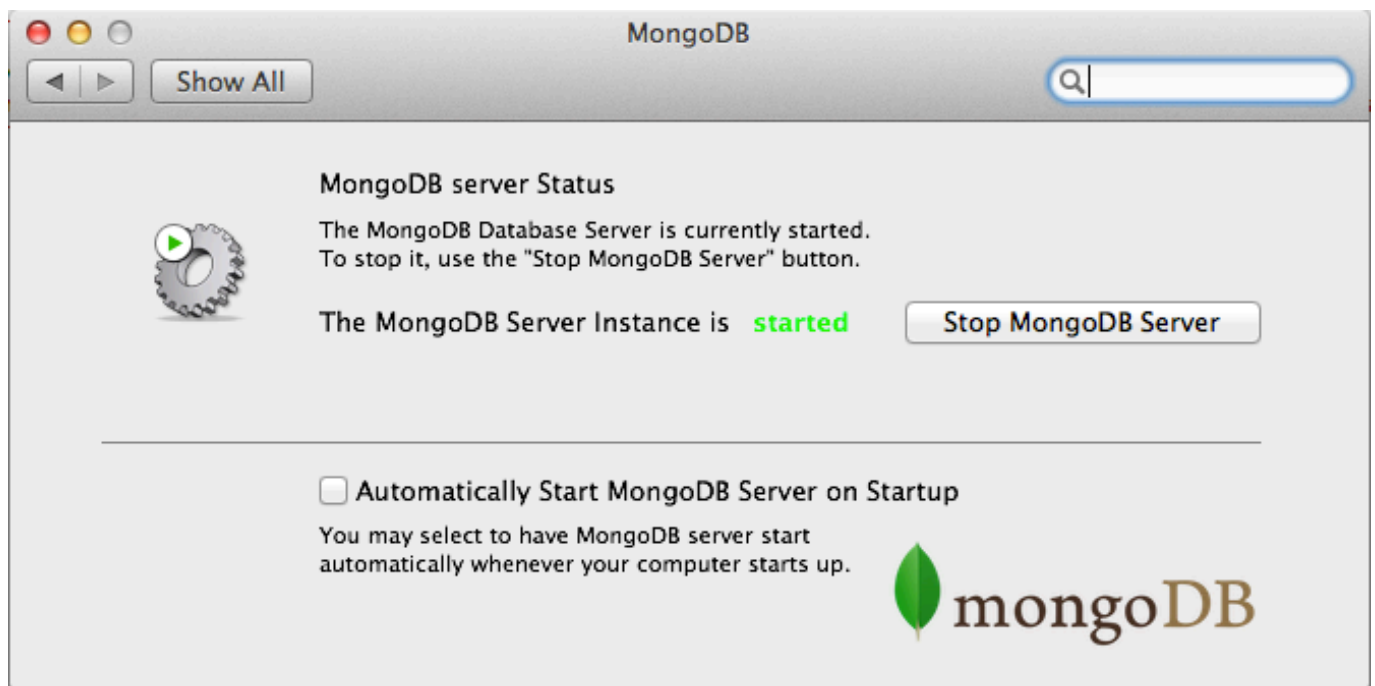 MongoDB
Show All
MongoDB server Status
The MongoDB Database Server is currently started.
To stop it, use the "Stop MongoDB Server" button.
The MongoDB Server Instance is started
Stop MongoDB Server
Automatically Start MongoDB Server on Startup
You may select to have MongoDB server start
automatically whenever your computer starts up.
mongoDB